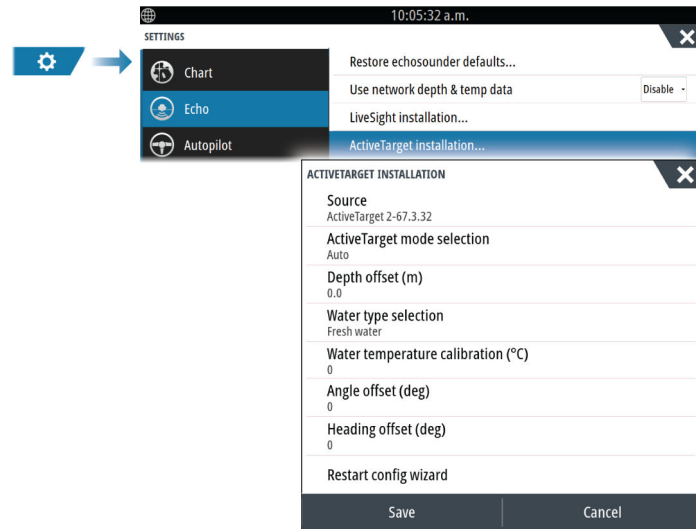 10:05:32 a.m.
SETTINGS
Chart
Echo
Autopilot
Restore echosounder defaults...
Use network depth & temp data
Disable
LiveSight installation...
ActiveTarget installation...
ACTIVETARGET INSTALLATION
Source
ActiveTarget 2-67.3.32
ActiveTarget mode selection
Auto
Depth offset (m)
0.0
Water type selection
Fresh water
Water temperature calibration (°C)
0
Angle offset (deg)
0
Heading offset (deg)
0
Restart config wizard
Save
Cancel